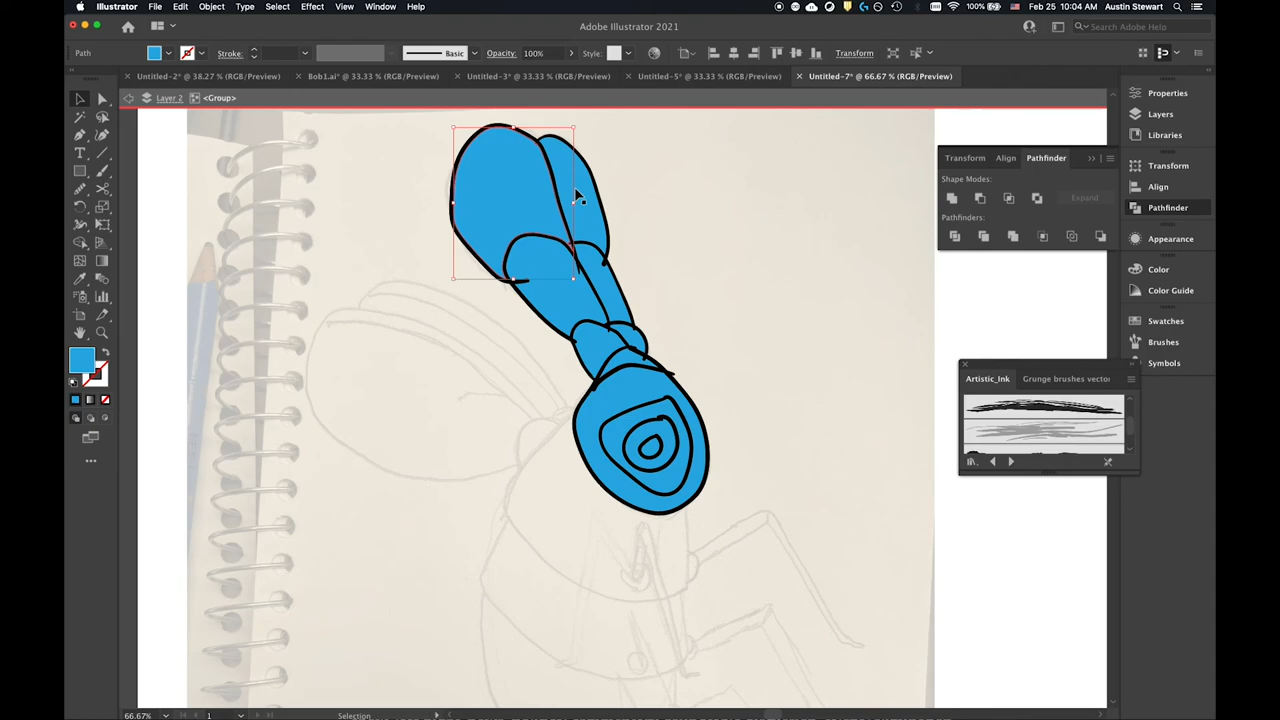 Illustrator File Edit Object Type Select Effect View Window Help 100% Feb 25 10:04 AM Austin Stewart
Adobe Illustrator 2021
Search Adobe Help
Path Stroke: Basic Opacity: 100% Style: Transform
Untitled-2* @ 38.27 % (RGB/Preview) Bob1.ai* @ 33.33 % (RGB/Preview) Untitled-3* @ 33.33 % (RGB/Preview) Untitled-5* @ 33.33 % (RGB/Preview) Untitled-7* @ 66.67 % (RGB/Preview)
Layer 2 <Group>
Properties
Layers
Libraries
Transform
Align
Pathfinder
Appearance
Color
Color Guide
Swatches
Brushes
Symbols
Transform Align Pathfinder
Shape Modes:
Expand
Pathfinders:
Artistic_Ink Grunge brushes vector
66.67% 1 Selection